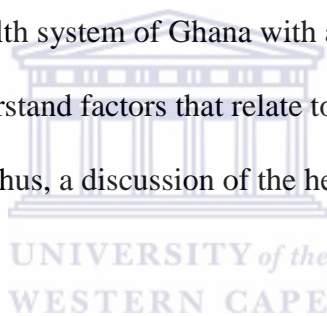 lth system of Ghana with a
erstand factors that relate to
hus, a discussion of the he
UNIVERSITY of the
WESTERN CAPE